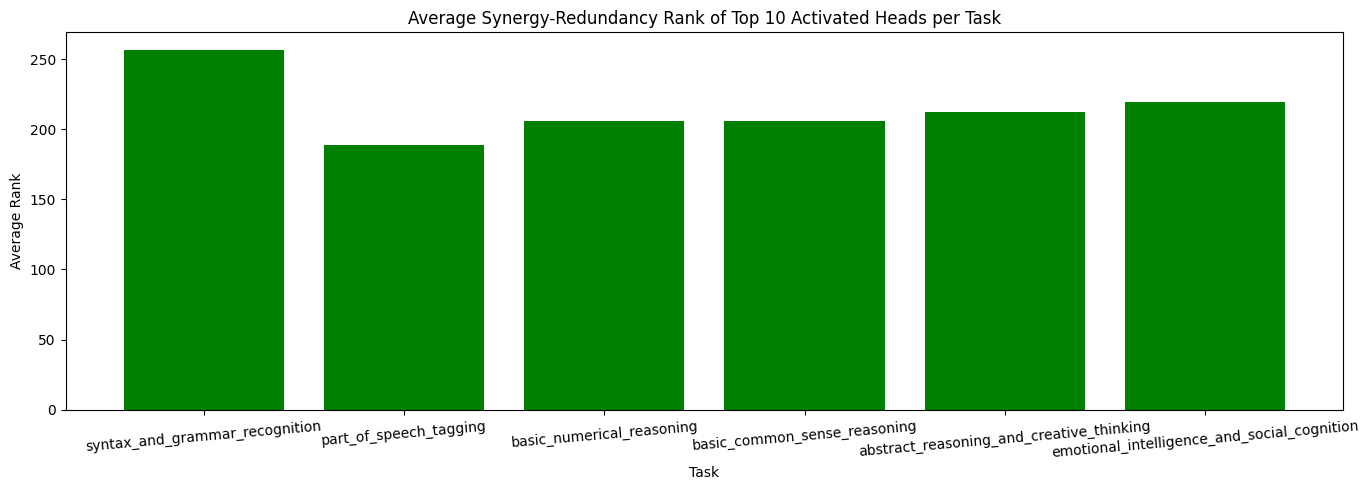 Average Synergy-Redundancy Rank of Top 10 Activated Heads per Task
Average Rank
250
200
150
100
50
0
syntax_and_grammar_recognition
part_of_speech_tagging
basic_numerical_reasoning
basic_common_sense_reasoning
abstract_reasoning_and_creative_thinking
emotional_intelligence_and_social_cognition
Task